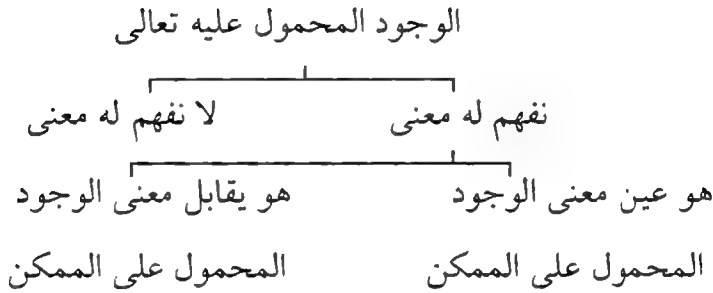 الوجود المحمول عليه تعالى
نفهم له معنى لا نفهم له معنى
هو عين معنى الوجود هو يقابل معنى الوجود
المحمول على الممكن المحمول على الممكن